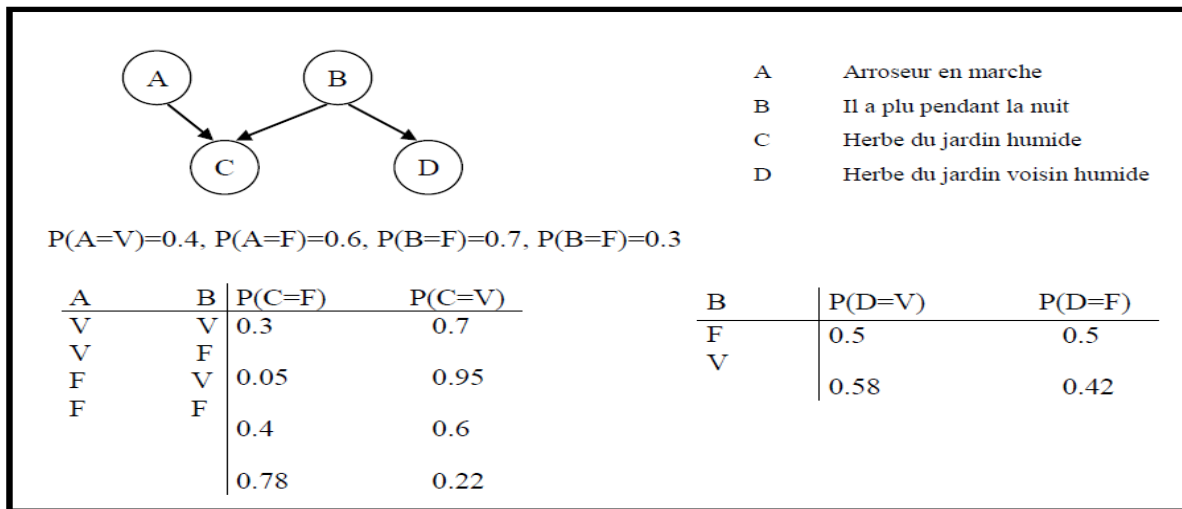 A B
C D
A Arroseur en marche
B Il a plu pendant la nuit
C Herbe du jardin humide
D Herbe du jardin voisin humide
P(A=V)=0.4, P(A=F)=0.6, P(B=F)=0.7, P(B=F)=0.3
A B P(C=F) P(C=V)
V V 0.3 0.7
V F
F V 0.05 0.95
F F
0.4 0.6
0.78 0.22
B P(D=V) P(D=F)
F 0.5 0.5
V
0.58 0.42